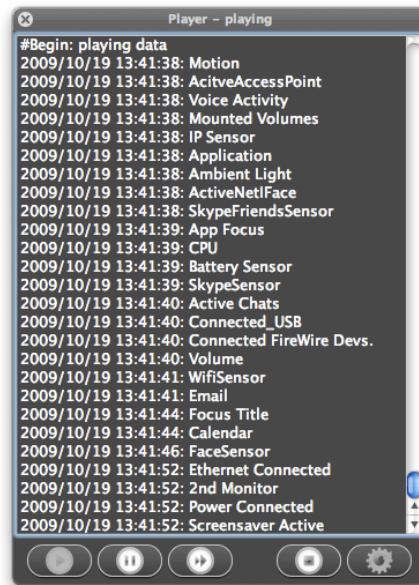 Player – playing
#Begin: playing data
2009/10/19 13:41:38: Motion
2009/10/19 13:41:38: AcitveAccessPoint
2009/10/19 13:41:38: Voice Activity
2009/10/19 13:41:38: Mounted Volumes
2009/10/19 13:41:38: IP Sensor
2009/10/19 13:41:38: Application
2009/10/19 13:41:38: Ambient Light
2009/10/19 13:41:38: ActiveNetIFace
2009/10/19 13:41:38: SkypeFriendsSensor
2009/10/19 13:41:39: App Focus
2009/10/19 13:41:39: CPU
2009/10/19 13:41:39: Battery Sensor
2009/10/19 13:41:39: SkypeSensor
2009/10/19 13:41:40: Active Chats
2009/10/19 13:41:40: Connected_USB
2009/10/19 13:41:40: Connected FireWire Devs.
2009/10/19 13:41:40: Volume
2009/10/19 13:41:41: WifiSensor
2009/10/19 13:41:41: Email
2009/10/19 13:41:44: Focus Title
2009/10/19 13:41:44: Calendar
2009/10/19 13:41:46: FaceSensor
2009/10/19 13:41:52: Ethernet Connected
2009/10/19 13:41:52: 2nd Monitor
2009/10/19 13:41:52: Power Connected
2009/10/19 13:41:52: Screensaver Active